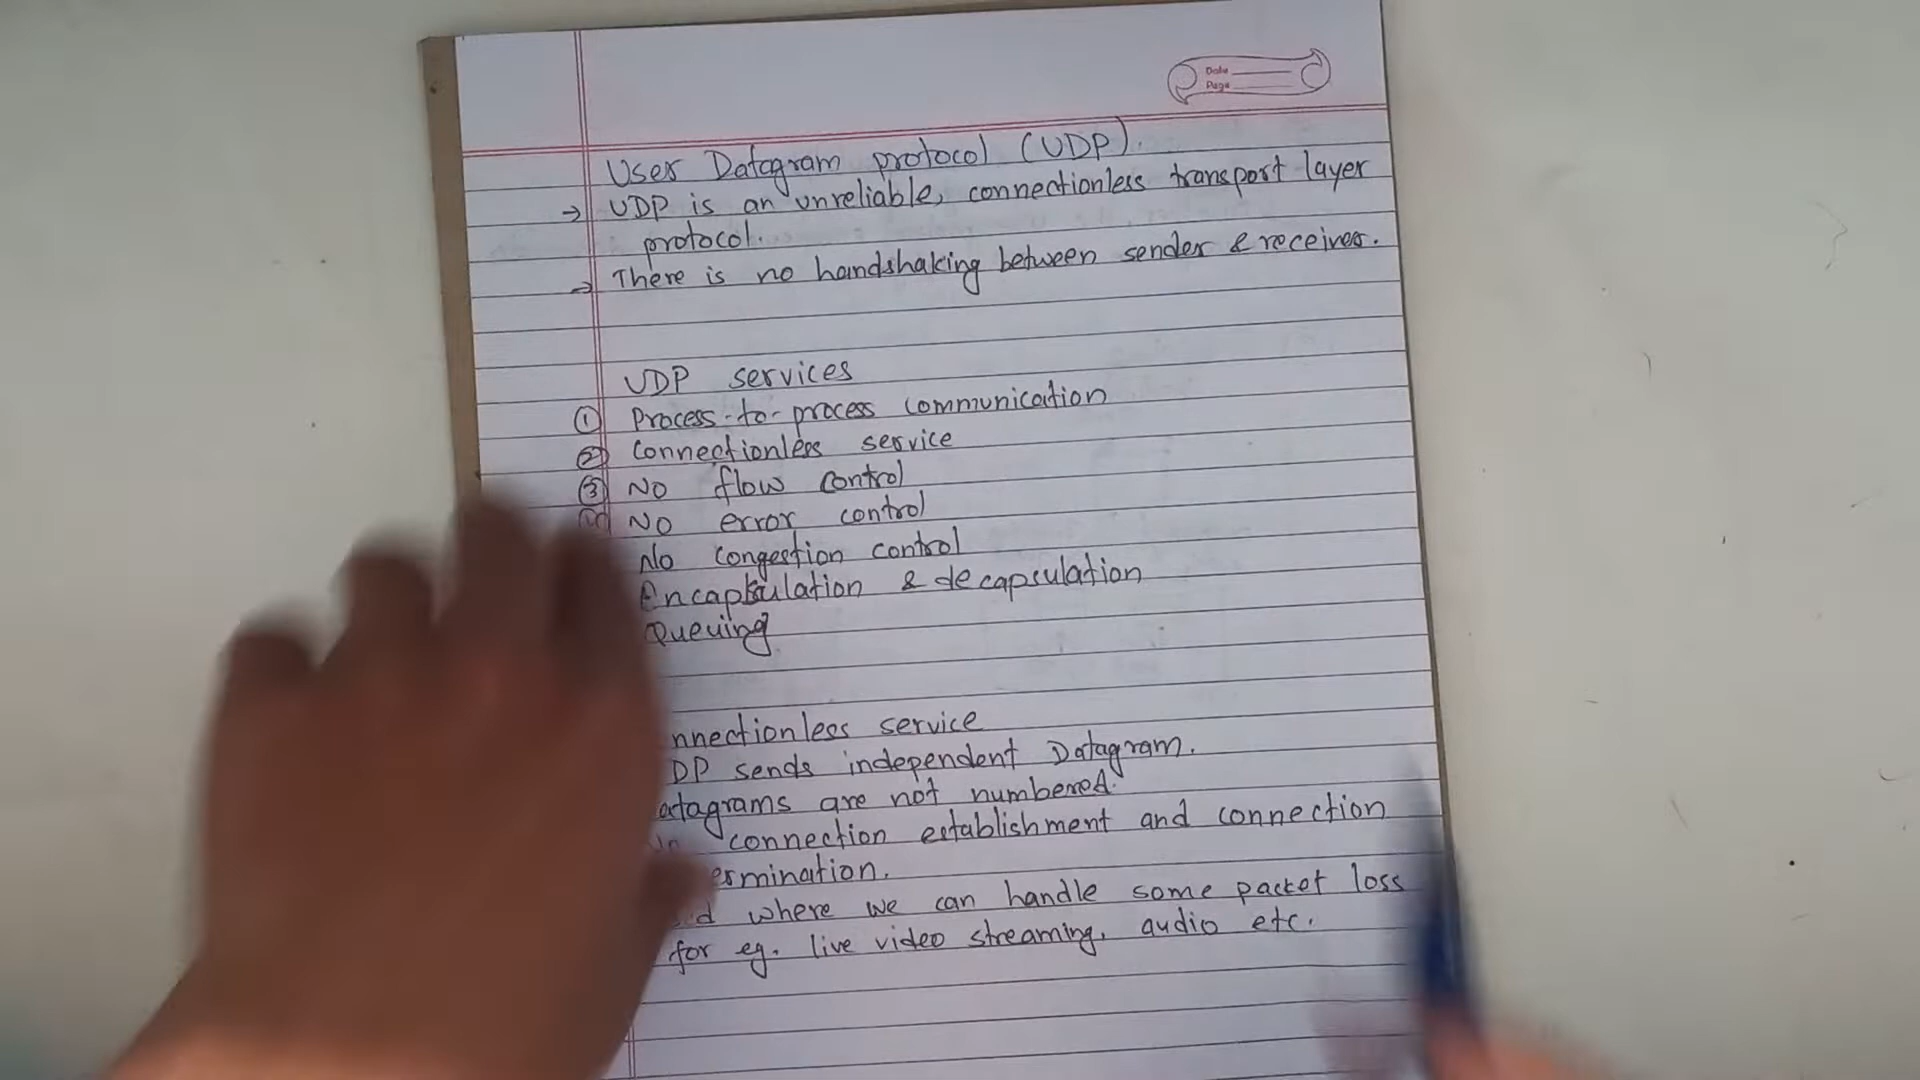 Date
Page
User Datagram protocol (UDP).
→ UDP is an unreliable, connectionless transport layer
protocol.
→ There is no handshaking between sender & receiver.
UDP services
① Process-to-process communication
② Connectionless service
③ No flow control
No error control
No congestion control
Encapsulation & decapsulation
Queuing
nnectionless service
DP sends independent Datagram.
atagrams are not numbered.
connection establishment and connection
ermination.
where we can handle some packet loss
for eg. live video streaming, audio etc.